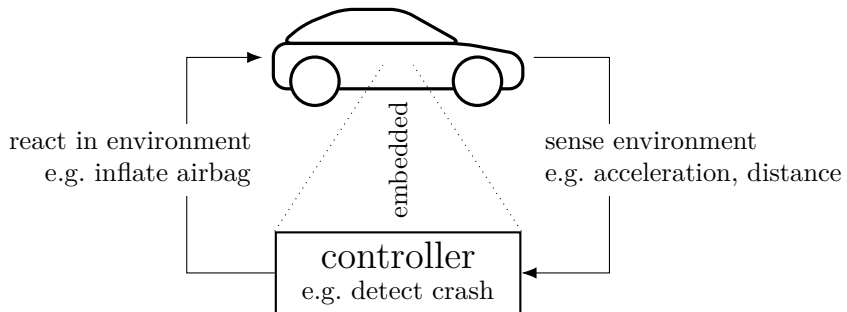 react in environment
e.g. inflate airbag
embedded
sense environment
e.g. acceleration, distance
controller
e.g. detect crash